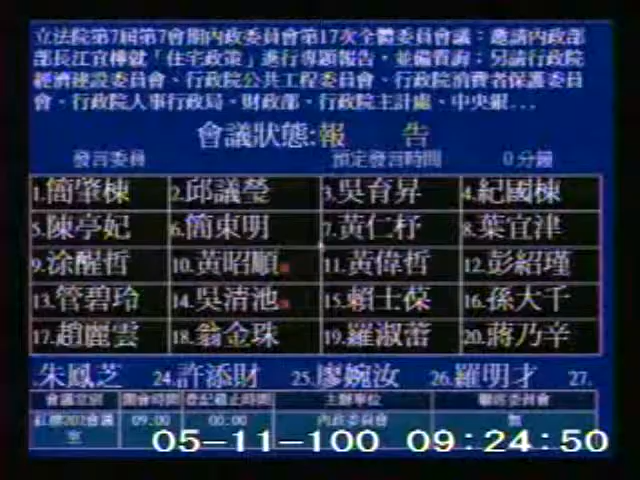 立法院第7屆第7會期內政委員會第17次全體委員會議：邀請內政部
部長江宜樺就「住宅政策」進行專題報告，並備質詢；另請行政院
經濟建設委員會、行政院公共工程委員會、行政院消費者保護委員
會、行政院人事行政局、財政部、行政院主計處、中央銀...
會議狀態:報 告
發言委員 預定發言時間 0分鐘
1.簡肇棟 2.邱議瑩 3.吳育昇 4.紀國棟
5.陳亭妃 6.簡東明 7.黃仁杼 8.葉宜津
9.涂醒哲 10.黃昭順 11.黃偉哲 12.彭紹瑾
13.管碧玲 14.吳清池 15.賴士葆 16.孫大千
17.趙麗雲 18.翁金珠 19.羅淑蕾 20.蔣乃辛
.朱鳳芝 24.許添財 25.廖婉汝 26.羅明才 27.
會議室別 開會時間 登記截止時間 主辦單位 聯席委員會
紅樓202會議室 09:00 00:00 內政委員會 無
05-11-100 09:24:50